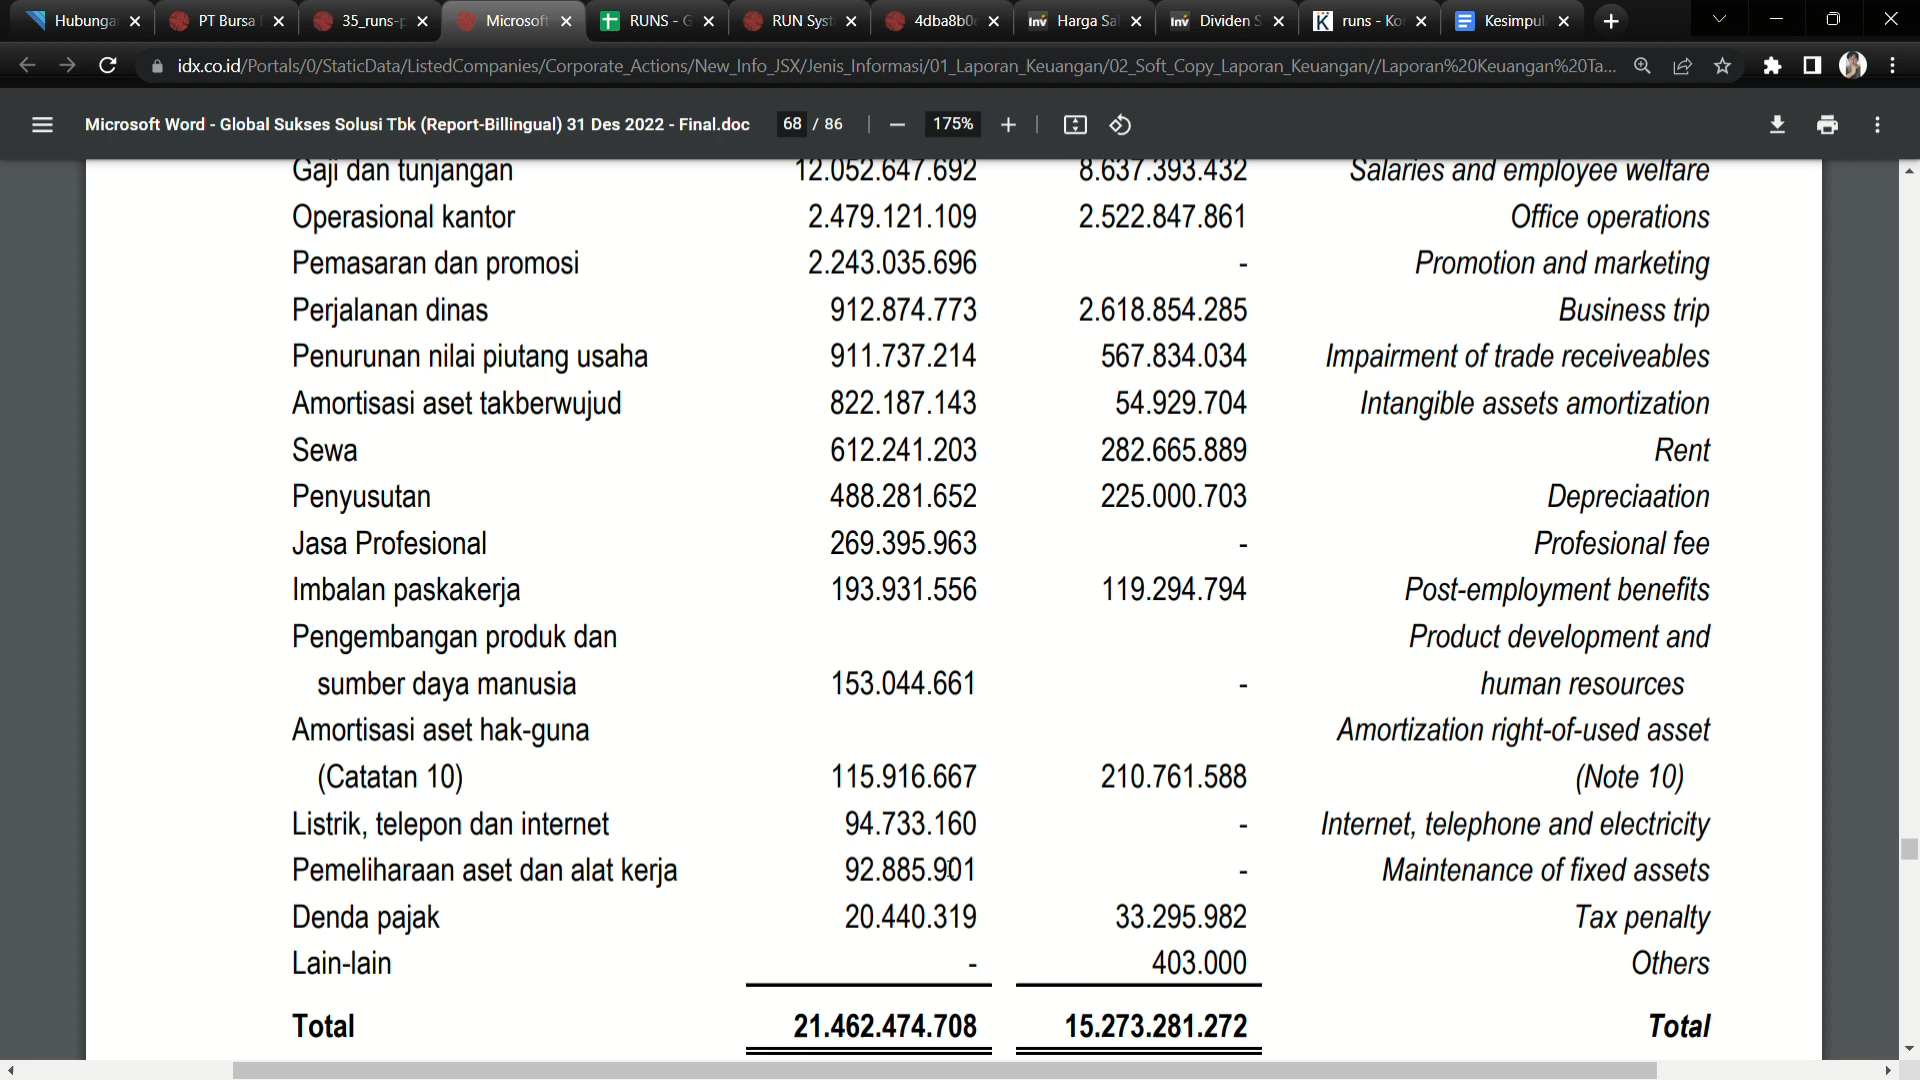 Hubunga
PT Bursa
35_runs-p
Microsoft
RUNS - G
RUN Syst
4dba8b0
Harga Sa
Dividen S
runs - Ko
Kesimpul
idx.co.id/Portals/0/StaticData/ListedCompanies/Corporate_Actions/New_Info_JSX/Jenis_Informasi/01_Laporan_Keuangan/02_Soft_Copy_Laporan_Keuangan//Laporan%20Keuangan%20Ta...
Microsoft Word - Global Sukses Solusi Tbk (Report-Billingual) 31 Des 2022 - Final.doc 68 / 86 175%
Gaji dan tunjangan 12.052.647.692 8.637.393.432 Salaries and employee welfare
Operasional kantor 2.479.121.109 2.522.847.861 Office operations
Pemasaran dan promosi 2.243.035.696 - Promotion and marketing
Perjalanan dinas 912.874.773 2.618.854.285 Business trip
Penurunan nilai piutang usaha 911.737.214 567.834.034 Impairment of trade receiveables
Amortisasi aset takberwujud 822.187.143 54.929.704 Intangible assets amortization
Sewa 612.241.203 282.665.889 Rent
Penyusutan 488.281.652 225.000.703 Depreciaation
Jasa Profesional 269.395.963 - Profesional fee
Imbalan paskakerja 193.931.556 119.294.794 Post-employment benefits
Pengembangan produk dan Product development and
sumber daya manusia 153.044.661 - human resources
Amortisasi aset hak-guna Amortization right-of-used asset
(Catatan 10) 115.916.667 210.761.588 (Note 10)
Listrik, telepon dan internet 94.733.160 - Internet, telephone and electricity
Pemeliharaan aset dan alat kerja 92.885.901 - Maintenance of fixed assets
Denda pajak 20.440.319 33.295.982 Tax penalty
Lain-lain - 403.000 Others
Total 21.462.474.708 15.273.281.272 Total